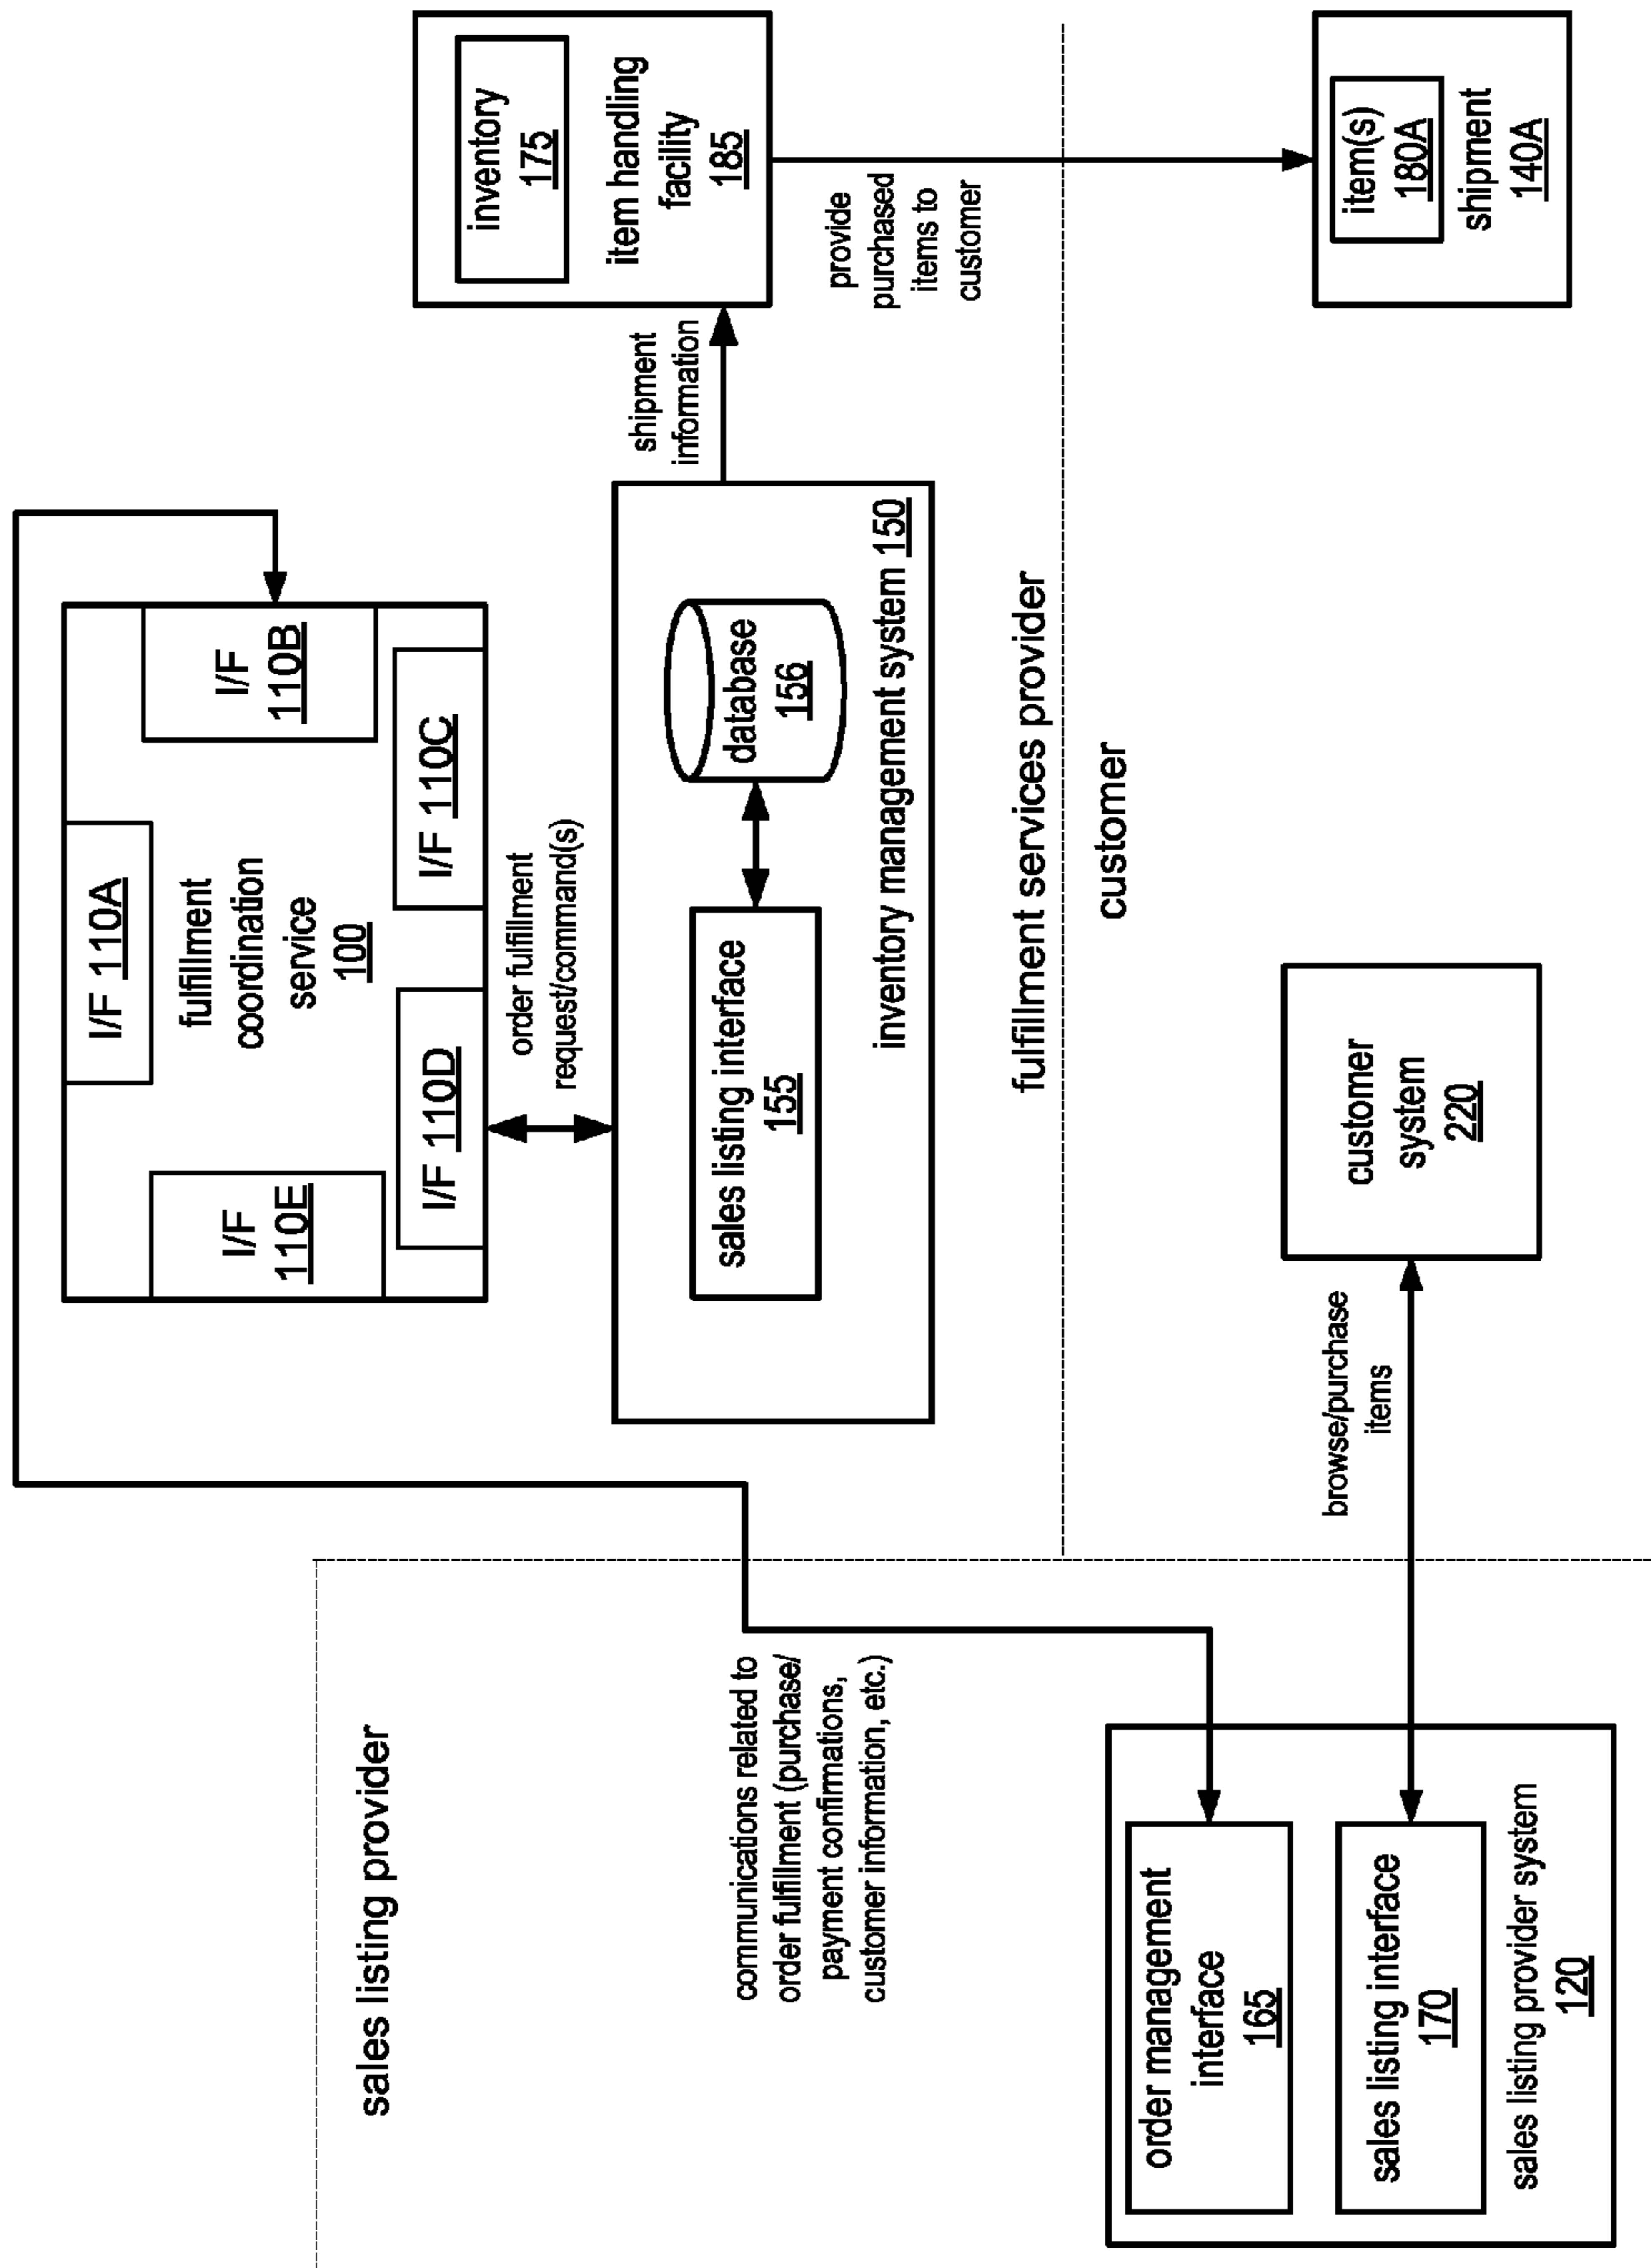 sales listing provider
communications related to
order fulfillment (purchase/
payment confirmations,
customer information, etc.)
order management
interface
165
sales listing interface
170
sales listing provider system
120
I/F 110A
I/F
110E
fulfillment
coordination
service
100
I/F
110B
I/F 110D
I/F 110C
order fulfillment
request/command(s)
sales listing interface
155
database
156
inventory management system 150
shipment
information
inventory
175
item handling
facility
185
provide
purchased
items to
customer
fulfillment services provider
customer
browse/purchase
items
customer
system
220
item(s)
180A
shipment
140A